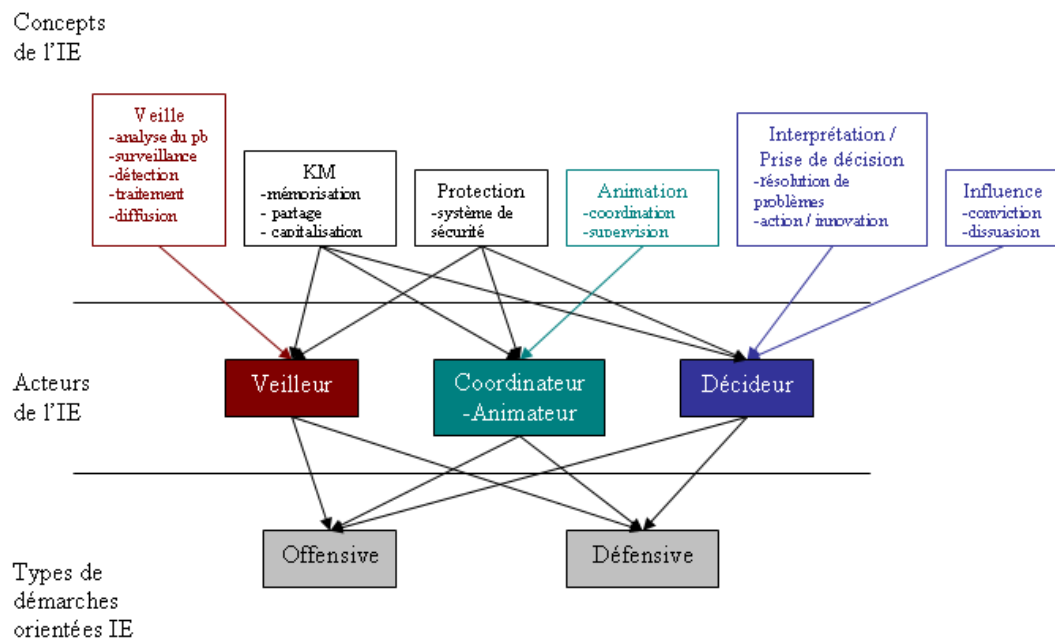 Concepts
de l'IE
Veille
-analyse du pb
-surveillance
-détection
-traitement
-diffusion
KM
-mémorisation
- partage
- capitalisation
Protection
-système de
sécurité
Animation
-coordination
-supervision
Interprétation /
Prise de décision
-résolution de
problèmes
-action / innovation
Influence
-conviction
-dissuasion
Acteurs
de l'IE
Veilleur
Coordinateur
-Animateur
Décideur
Types de
démarches
orientées IE
Offensive
Défensive